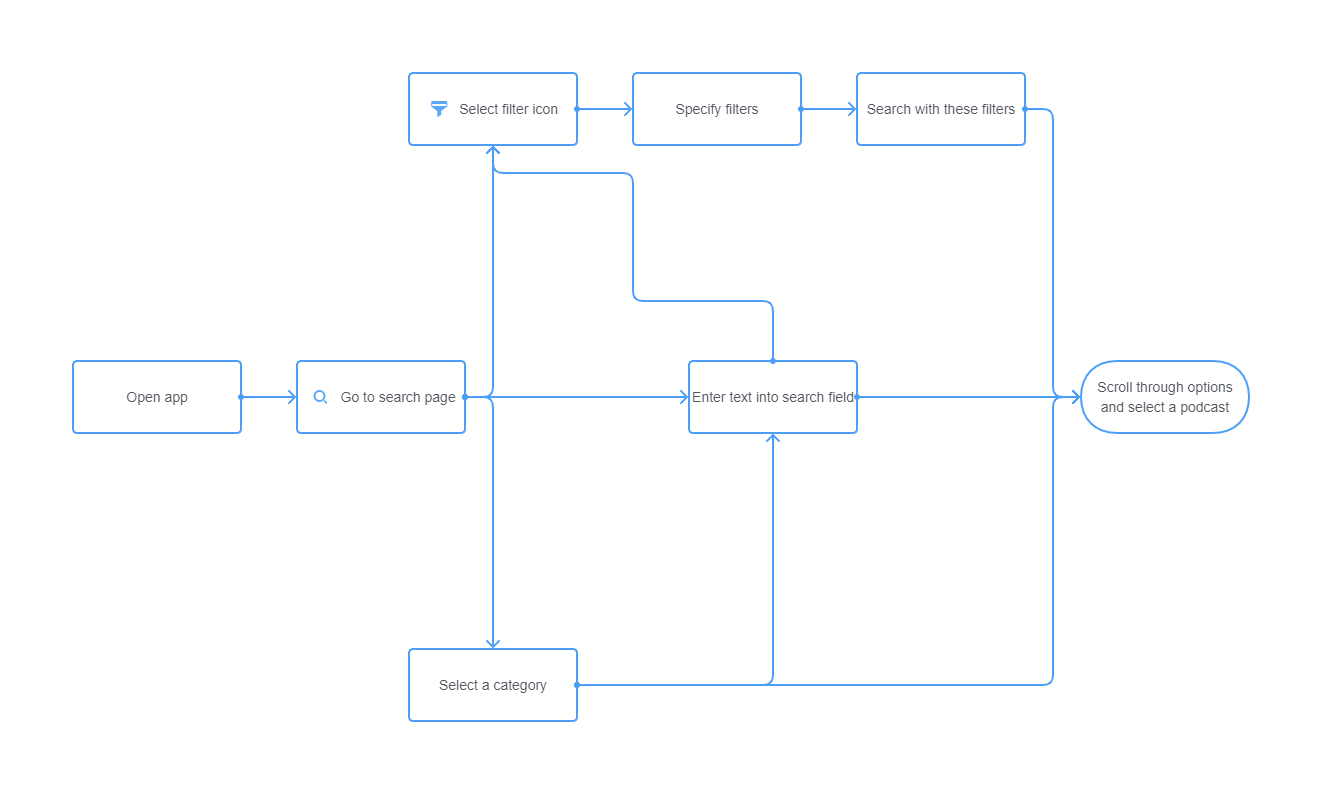 Select filter icon
Specify filters
Search with these filters
Open app
Go to search page
Enter text into search field
Scroll through options
and select a podcast
Select a category